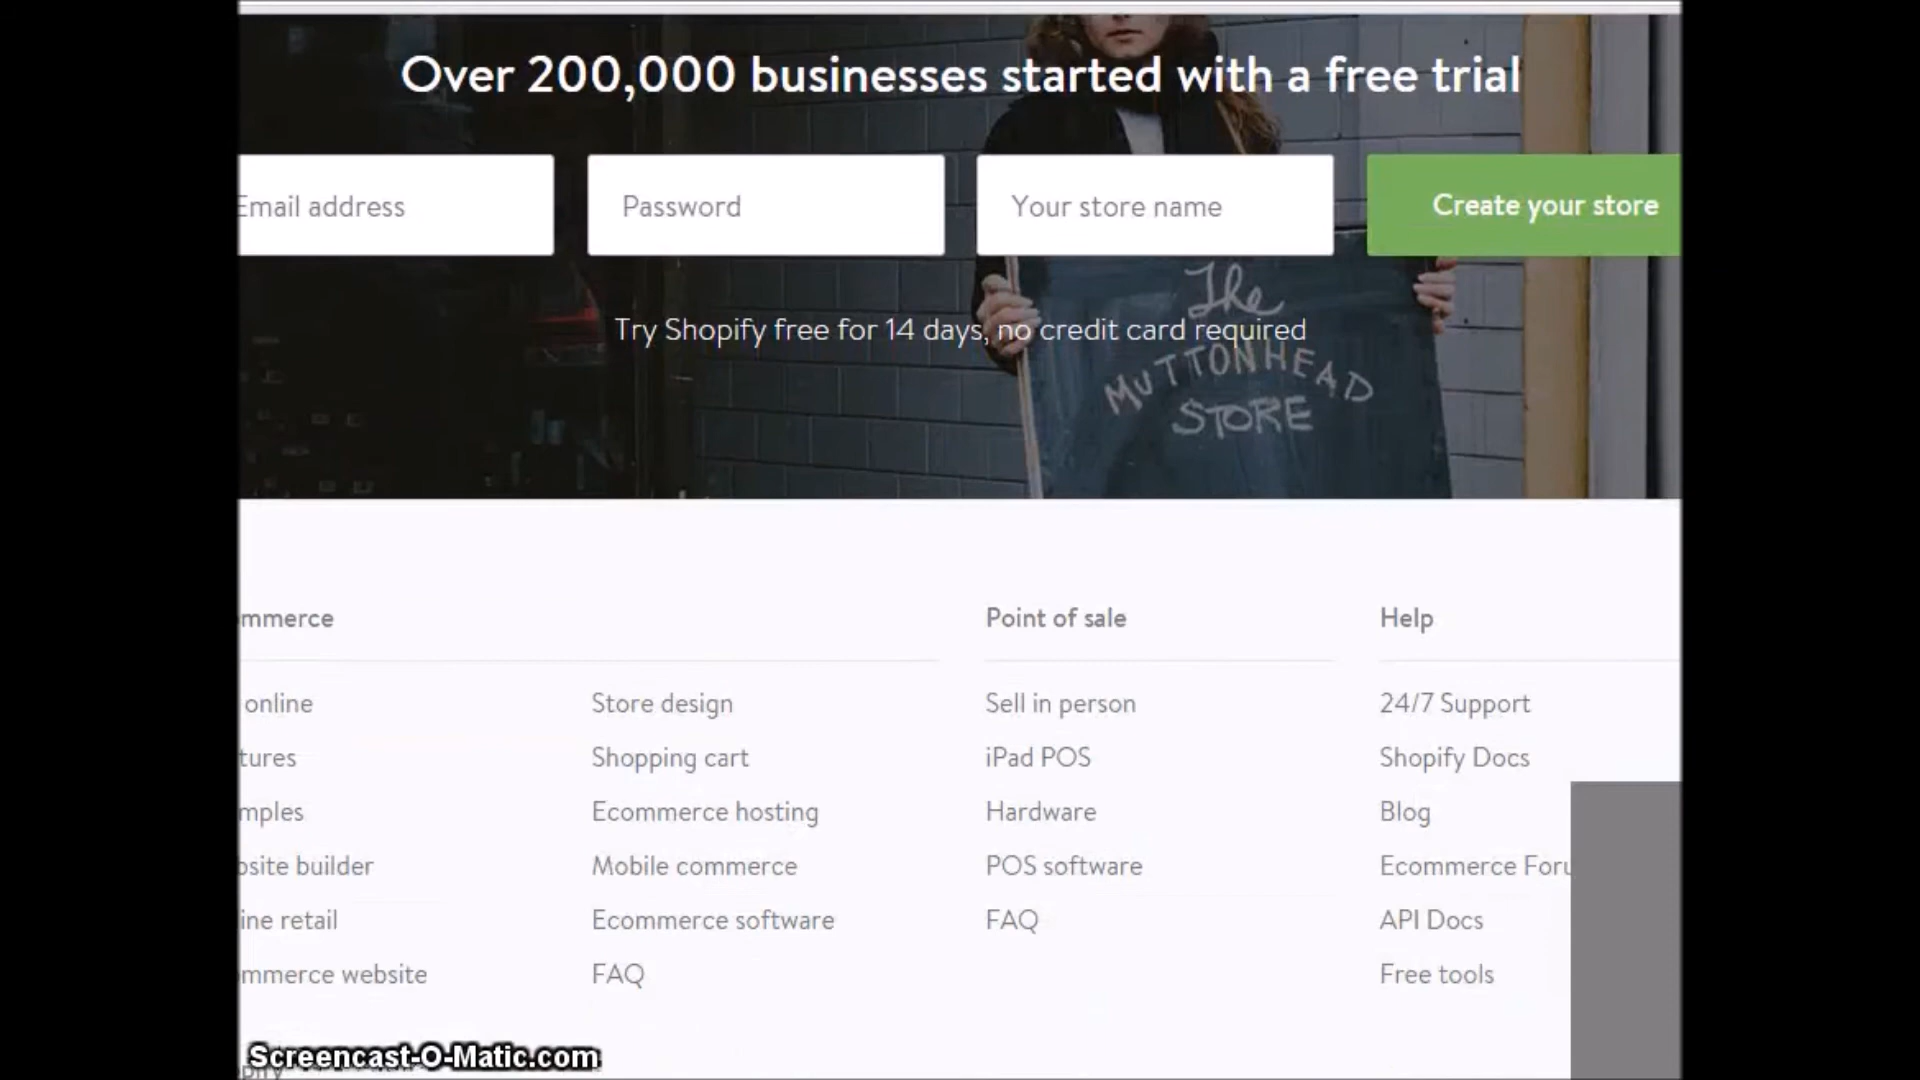 Over 200,000 businesses started with a free trial
Email address
Password
Your store name
Create your store
Try Shopify free for 14 days, no credit card required
The
MUTTONHEAD
STORE
mmerce
Point of sale
Help
online
Store design
Sell in person
24/7 Support
tures
Shopping cart
iPad POS
Shopify Docs
mples
Ecommerce hosting
Hardware
Blog
bsite builder
Mobile commerce
POS software
Ecommerce Foru
ine retail
Ecommerce software
FAQ
API Docs
mmerce website
FAQ
Free tools
Screencast-O-Matic.com